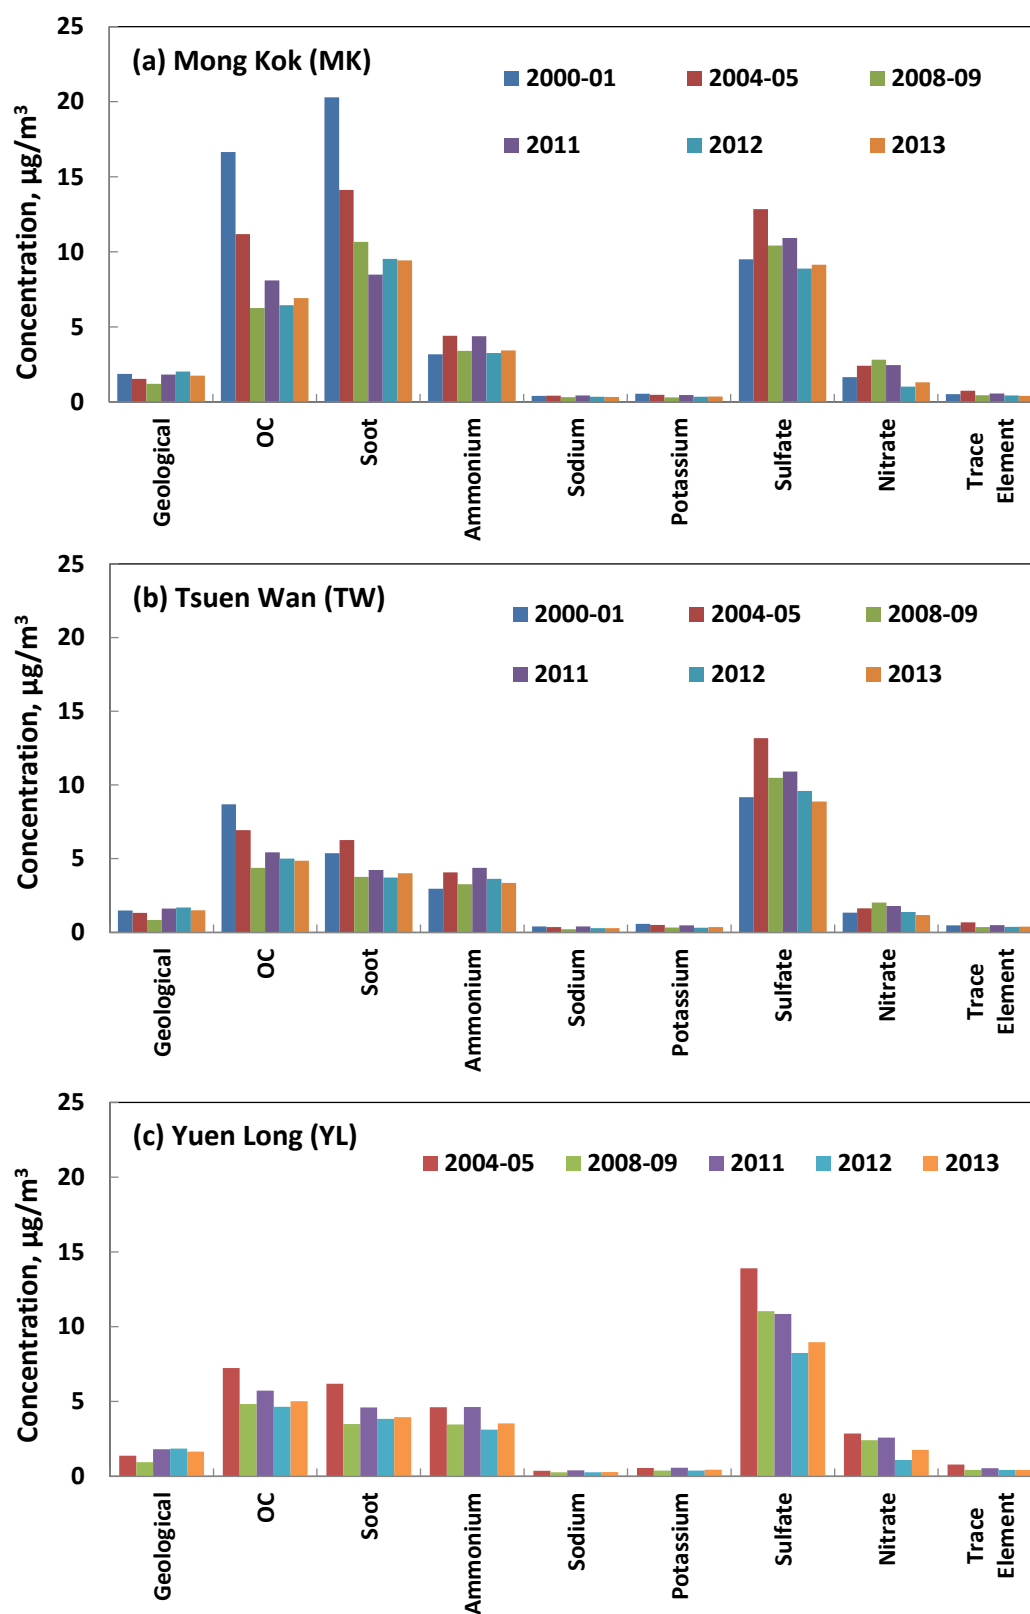 Concentration, µg/m³
25
20
15
10
5
0
(a) Mong Kok (MK)
2000-01 2004-05 2008-09
2011 2012 2013
Geological
OC
Soot
Ammonium
Sodium
Potassium
Sulfate
Nitrate
Trace
Element
Concentration, µg/m³
25
20
15
10
5
0
(b) Tsuen Wan (TW)
2000-01 2004-05 2008-09
2011 2012 2013
Geological
OC
Soot
Ammonium
Sodium
Potassium
Sulfate
Nitrate
Trace
Element
Concentration, µg/m³
25
20
15
10
5
0
(c) Yuen Long (YL)
2004-05 2008-09 2011 2012 2013
Geological
OC
Soot
Ammonium
Sodium
Potassium
Sulfate
Nitrate
Trace
Element